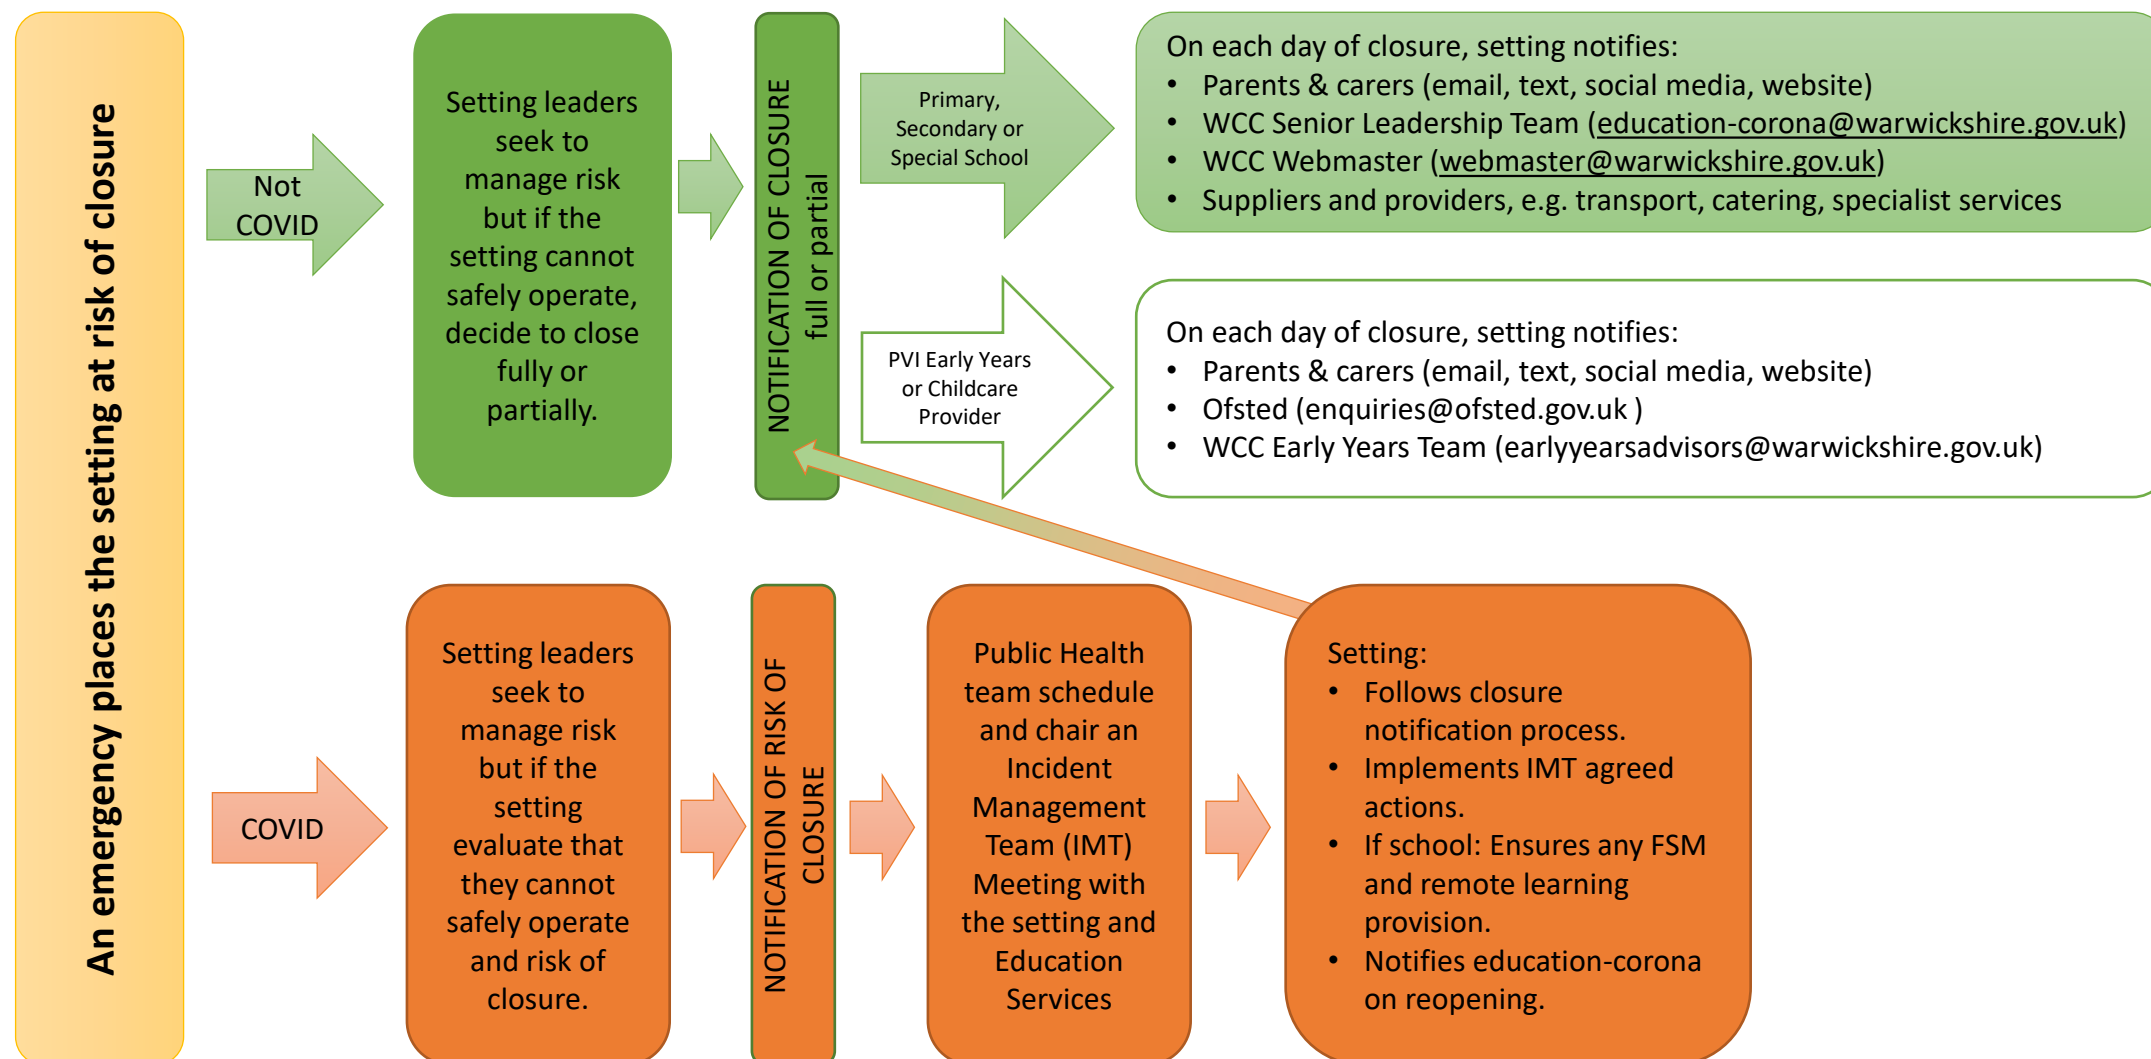 An emergency places the setting at risk of closure
Not
COVID
Setting leaders
seek to
manage risk
but if the
setting cannot
safely operate,
decide to close
fully or
partially.
NOTIFICATION OF CLOSURE
full or partial
Primary,
Secondary or
Special School
On each day of closure, setting notifies:
• Parents & carers (email, text, social media, website)
• WCC Senior Leadership Team (education-corona@warwickshire.gov.uk)
• WCC Webmaster (webmaster@warwickshire.gov.uk)
• Suppliers and providers, e.g. transport, catering, specialist services
PVI Early Years
or Childcare
Provider
On each day of closure, setting notifies:
• Parents & carers (email, text, social media, website)
• Ofsted (enquiries@ofsted.gov.uk )
• WCC Early Years Team (earlyyearsadvisors@warwickshire.gov.uk)
COVID
Setting leaders
seek to
manage risk
but if the
setting
evaluate that
they cannot
safely operate
and risk of
closure.
NOTIFICATION OF RISK OF
CLOSURE
Public Health
team schedule
and chair an
Incident
Management
Team (IMT)
Meeting with
the setting and
Education
Services
Setting:
• Follows closure
notification process.
• Implements IMT agreed
actions.
• If school: Ensures any FSM
and remote learning
provision.
• Notifies education-corona
on reopening.